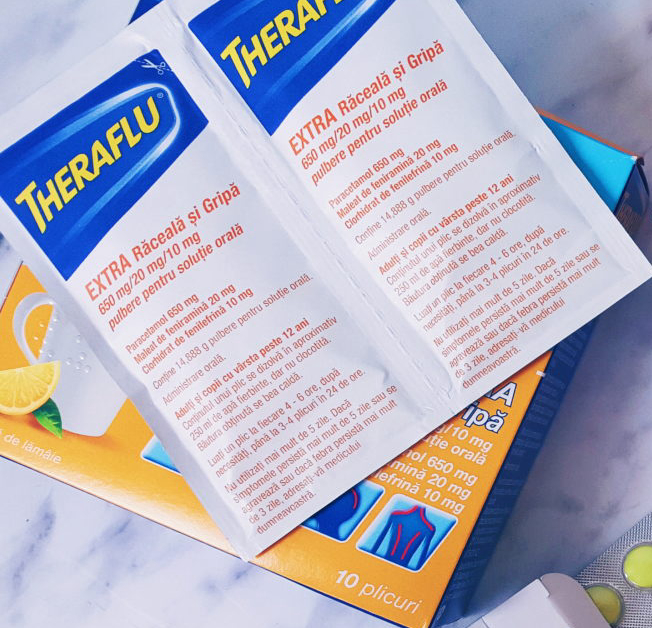 THERAFLU®
EXTRA Răceală și Gripă
650 mg/20 mg/10 mg
pulbere pentru soluție orală
Paracetamol 650 mg
Maleat de feniramină 20 mg
Clorhidrat de fenilefrină 10 mg
Conține 14,888 g pulbere pentru soluție orală.
Administrare orală.
Adulți și copii cu vârsta peste 12 ani
Conținutul unui plic se dizolvă în aproximativ
250 ml de apă fierbinte, dar nu clocotită.
Băutura obținută se bea caldă.
Luați un plic la fiecare 4 - 6 ore, după
necesități, până la 3-4 plicuri în 24 de ore.
Nu utilizați mai mult de 5 zile. Dacă
simptomele persistă mai mult de 5 zile sau se
agravează sau dacă febra persistă mai mult
de 3 zile, adresați-vă medicului
dumneavoastră.
THERAFLU
EXTRA Răceală și Gripă
650 mg/20 mg/10 mg
pulbere pentru soluție orală
Paracetamol 650 mg
Maleat de feniramină 20 mg
Clorhidrat de fenilefrină 10 mg
Conține 14,888 g pulbere pentru soluție orală.
Administrare orală.
Adulți și copii cu vârsta peste 12 ani
Conținutul unui plic se dizolvă în aproximativ
250 ml de apă fierbinte, dar nu clocotită.
Băutura obținută se bea caldă.
Luați un plic la fiecare 4 - 6 ore, după
necesități, până la 3-4 plicuri în 24 de ore.
Nu utilizați mai mult de 5 zile. Dacă
simptomele persistă mai mult de 5 zile sau se
agravează sau dacă febra persistă mai mult
de 3 zile, adresați-vă medicului
dumneavoastră.
de lămâie
10 mg
orală
650 mg
20 mg
10 mg
10 plicuri